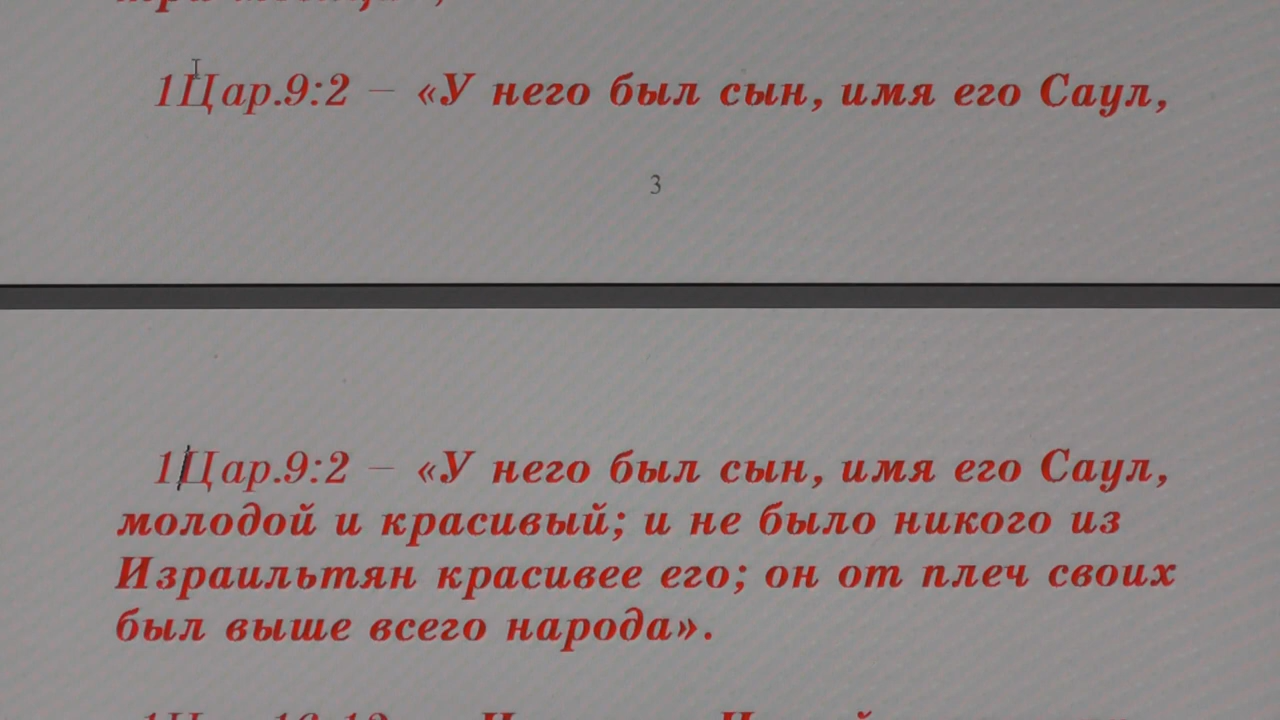 1Цар.9:2 – «У него был сын, имя его Саул,
3
1Цар.9:2 – «У него был сын, имя его Саул,
молодой и красивый; и не было никого из
Израильтян красивее его; он от плеч своих
был выше всего народа».